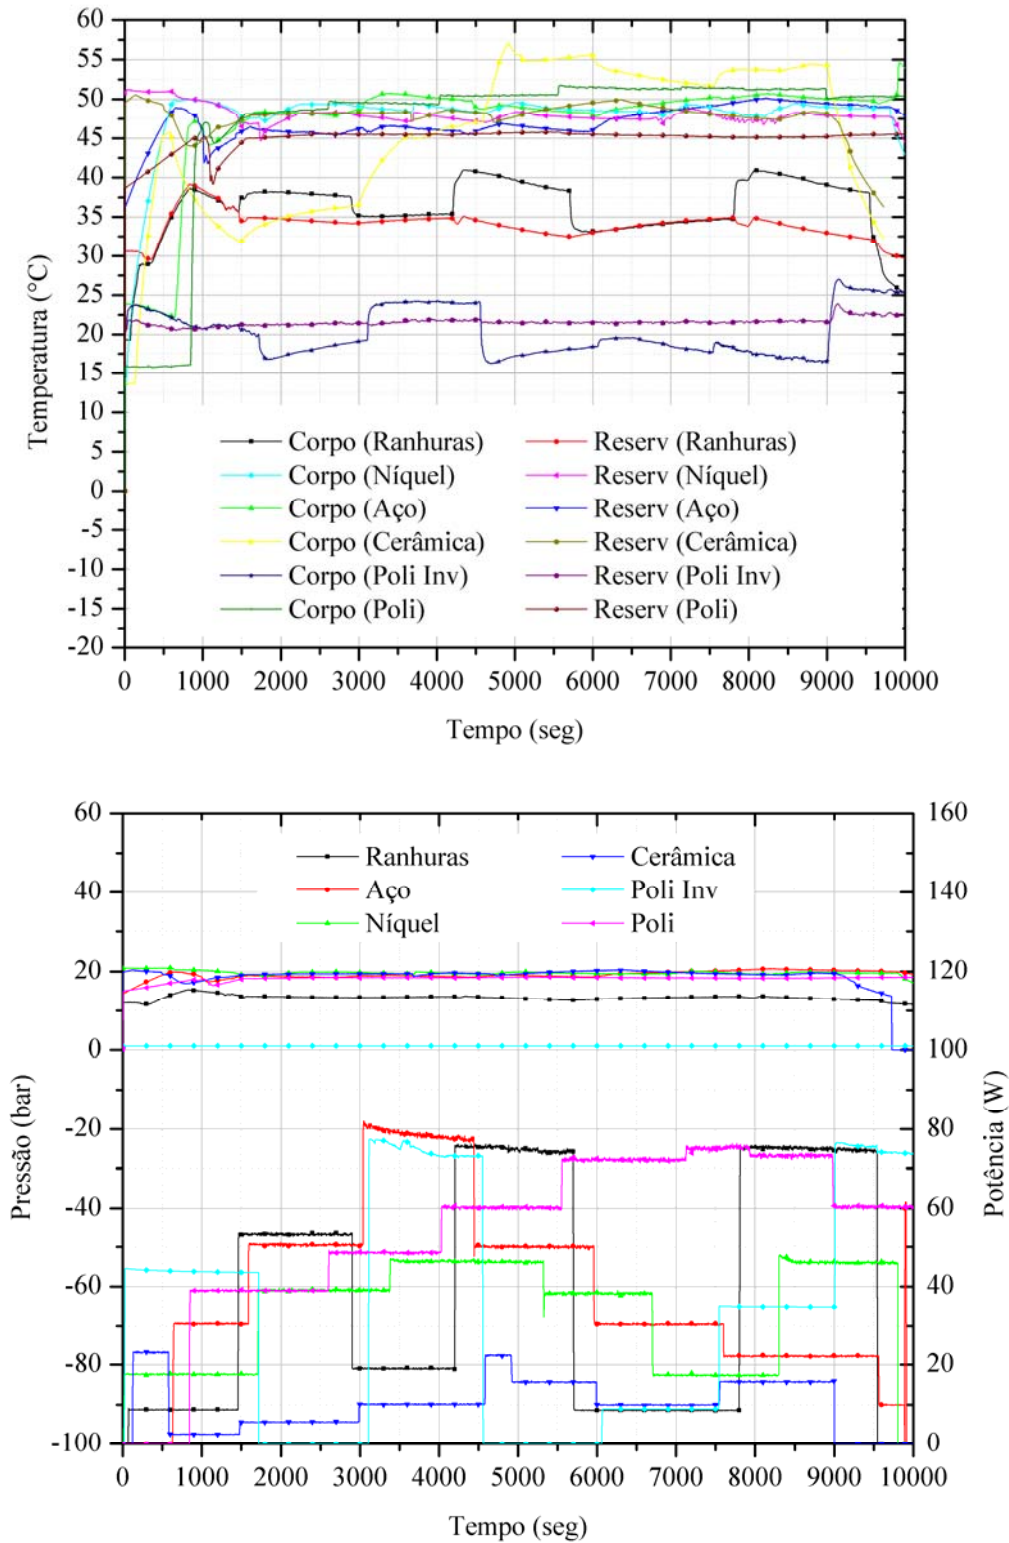 60
55
50
45
40
35
30
25
20
15
10
5
0
-5
-10
-15
-20
Temperatura (°C)
Corpo (Ranhuras) Reserv (Ranhuras)
Corpo (Níquel) Reserv (Níquel)
Corpo (Aço) Reserv (Aço)
Corpo (Cerâmica) Reserv (Cerâmica)
Corpo (Poli Inv) Reserv (Poli Inv)
Corpo (Poli) Reserv (Poli)
0 1000 2000 3000 4000 5000 6000 7000 8000 9000 10000
Tempo (seg)
60 160
40 140
20 120
0 100
-20 80
-40 60
-60 40
-80 20
-100 0
Pressão (bar)
Potência (W)
Ranhuras Cerâmica
Aço Poli Inv
Níquel Poli
0 1000 2000 3000 4000 5000 6000 7000 8000 9000 10000
Tempo (seg)